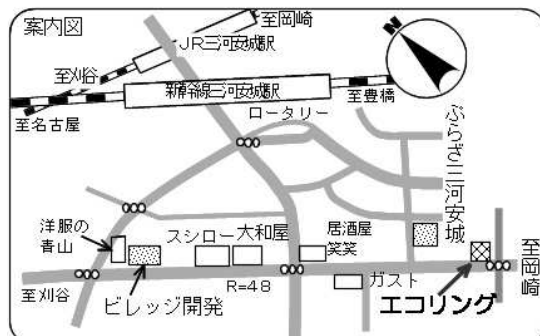 案内図
至岡崎
JR三河安城駅
至刈谷
新幹線三河安城駅
至名古屋
至豊橋
N
ロータリー
ぷらざ三河安城
洋服の
青山
スシロー
大和屋
居酒屋
笑笑
至刈谷
ビレッジ開発
R=48
ガスト
エコリング
至岡崎